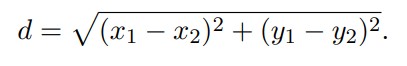 d = √(x₁ − x₂)² + (y₁ − y₂)².